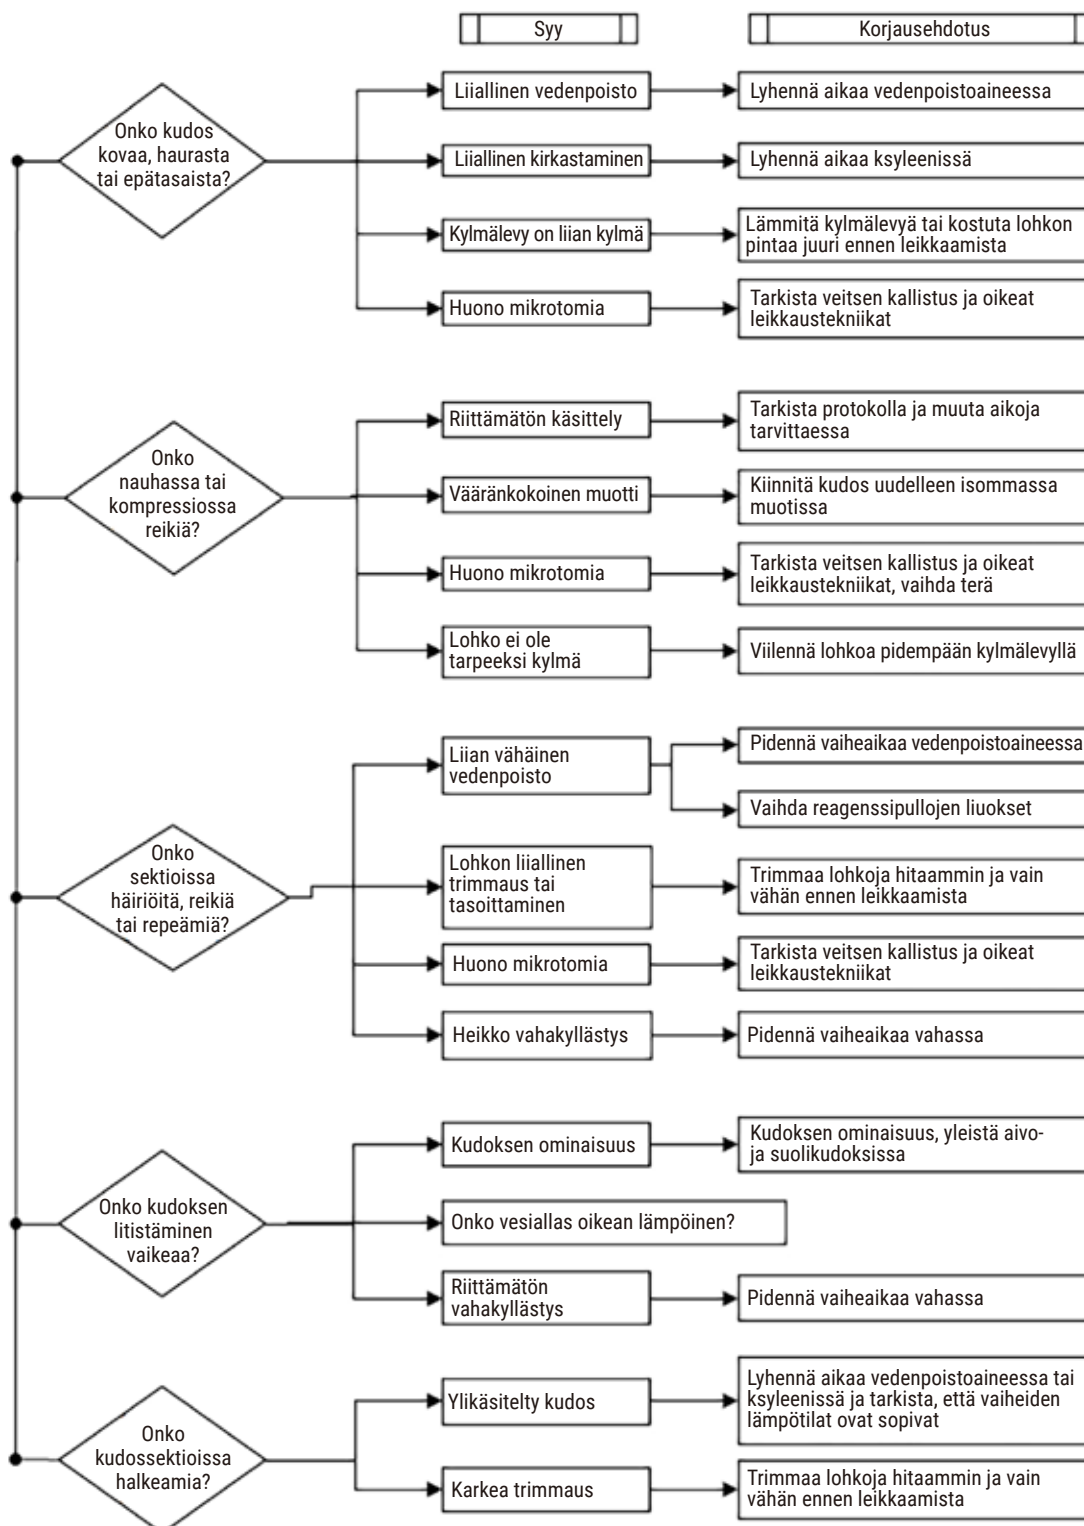 Syy
Korjausehdotus
Onko kudos
kovaa, haurasta
tai epätasaista?
Liiallinen vedenpoisto
Lyhennä aikaa vedenpoistoaineessa
Liiallinen kirkastaminen
Lyhennä aikaa ksyleenissä
Kylmälevy on liian kylmä
Lämmitä kylmälevyä tai kostuta lohkon
pintaa juuri ennen leikkaamista
Huono mikrotomia
Tarkista veitsen kallistus ja oikeat
leikkaustekniikat
Onko
nauhassa tai
kompressiossa
reikiä?
Riittämätön käsittely
Tarkista protokolla ja muuta aikoja
tarvittaessa
Vääränkokoinen muotti
Kiinnitä kudos uudelleen isommassa
muotissa
Huono mikrotomia
Tarkista veitsen kallistus ja oikeat
leikkaustekniikat, vaihda terä
Lohko ei ole
tarpeeksi kylmä
Viilennä lohkoa pidempään kylmälevyllä
Onko
sektioissa
häiriöitä, reikiä
tai repeämiä?
Liian vähäinen
vedenpoisto
Pidennä vaiheaikaa vedenpoistoaineessa
Vaihda reagenssipullojen liuokset
Lohkon liiallinen
trimmaus tai
tasoittaminen
Trimmaa lohkoja hitaammin ja vain
vähän ennen leikkaamista
Huono mikrotomia
Tarkista veitsen kallistus ja oikeat
leikkaustekniikat
Heikko vahakyllästys
Pidennä vaiheaikaa vahassa
Onko kudoksen
litistäminen
vaikeaa?
Kudoksen ominaisuus
Kudoksen ominaisuus, yleistä aivo-
ja suolikudoksissa
Onko vesiallas oikean lämpöinen?
Riittämätön
vahakyllästys
Pidennä vaiheaikaa vahassa
Onko
kudossektioissa
halkeamia?
Ylikäsitelty kudos
Lyhennä aikaa vedenpoistoaineessa tai
ksyleenissä ja tarkista, että vaiheiden
lämpötilat ovat sopivat
Karkea trimmaus
Trimmaa lohkoja hitaammin ja vain
vähän ennen leikkaamista